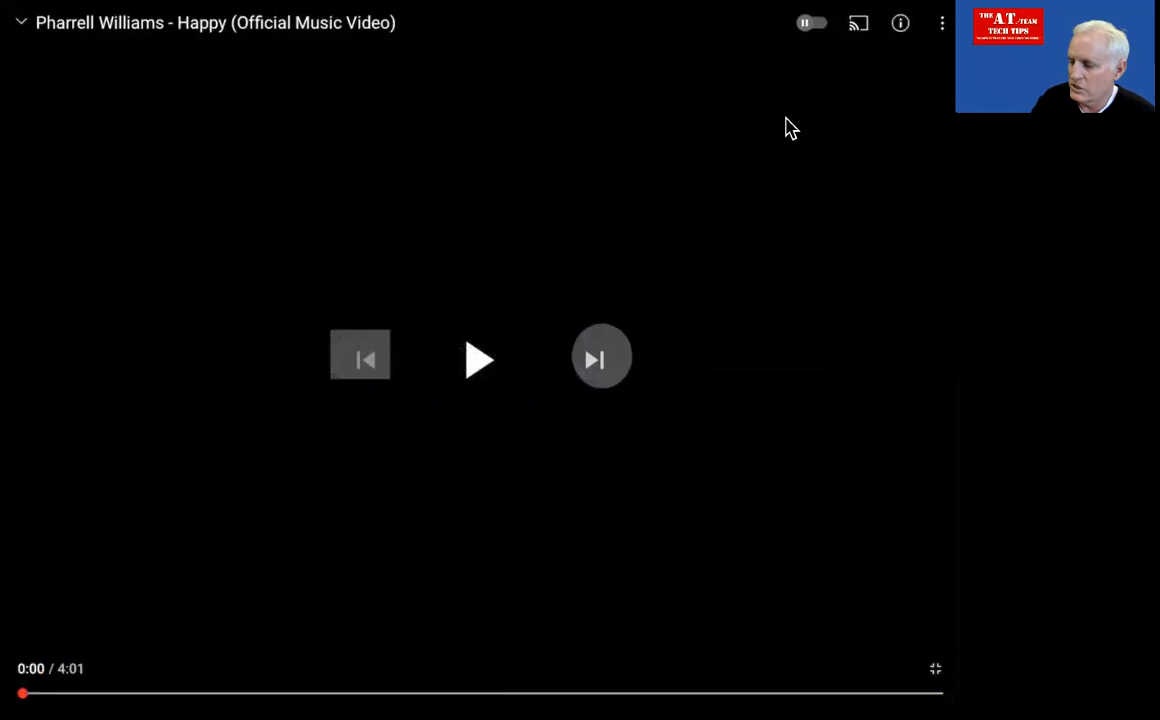 Pharrell Williams - Happy (Official Music Video)
THE A.T.-TEAM
TECH TIPS
0:00 / 4:01